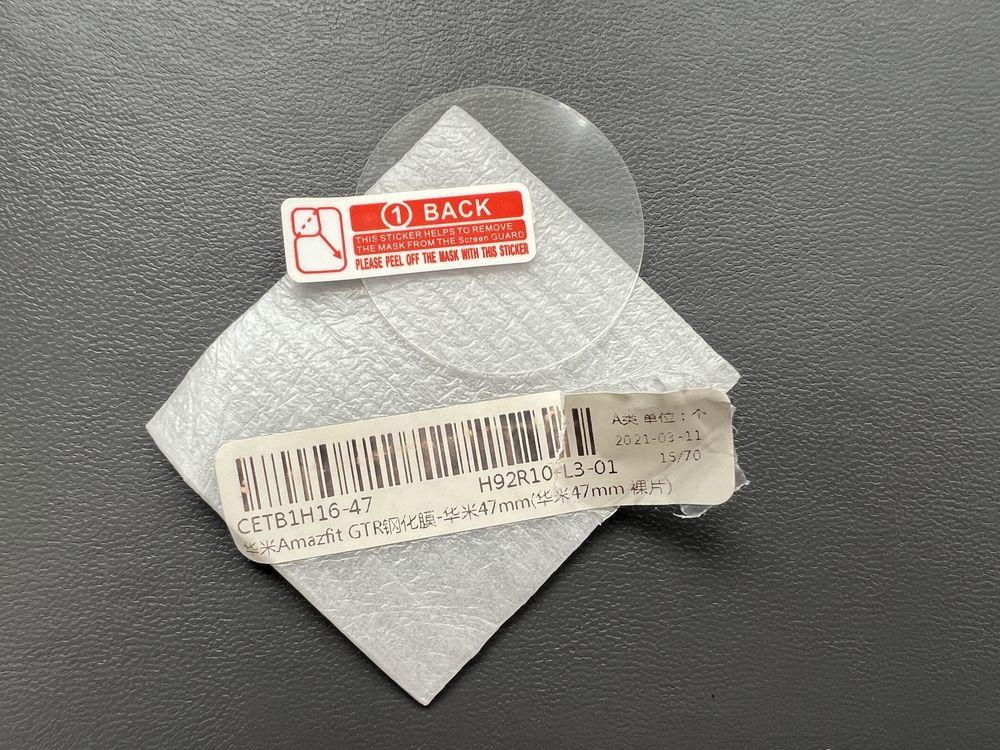 1 BACK
THIS STICKER HELPS TO REMOVE
THE MASK FROM THE Screen GUARD
PLEASE PEEL OFF THE MASK WITH THIS STICKER
A类 单位：个
2021-03-11
15/70
H92R10-L3-01
CETB1H16-47
华米Amazfit GTR钢化膜-华米47mm(华米47mm 裸片)